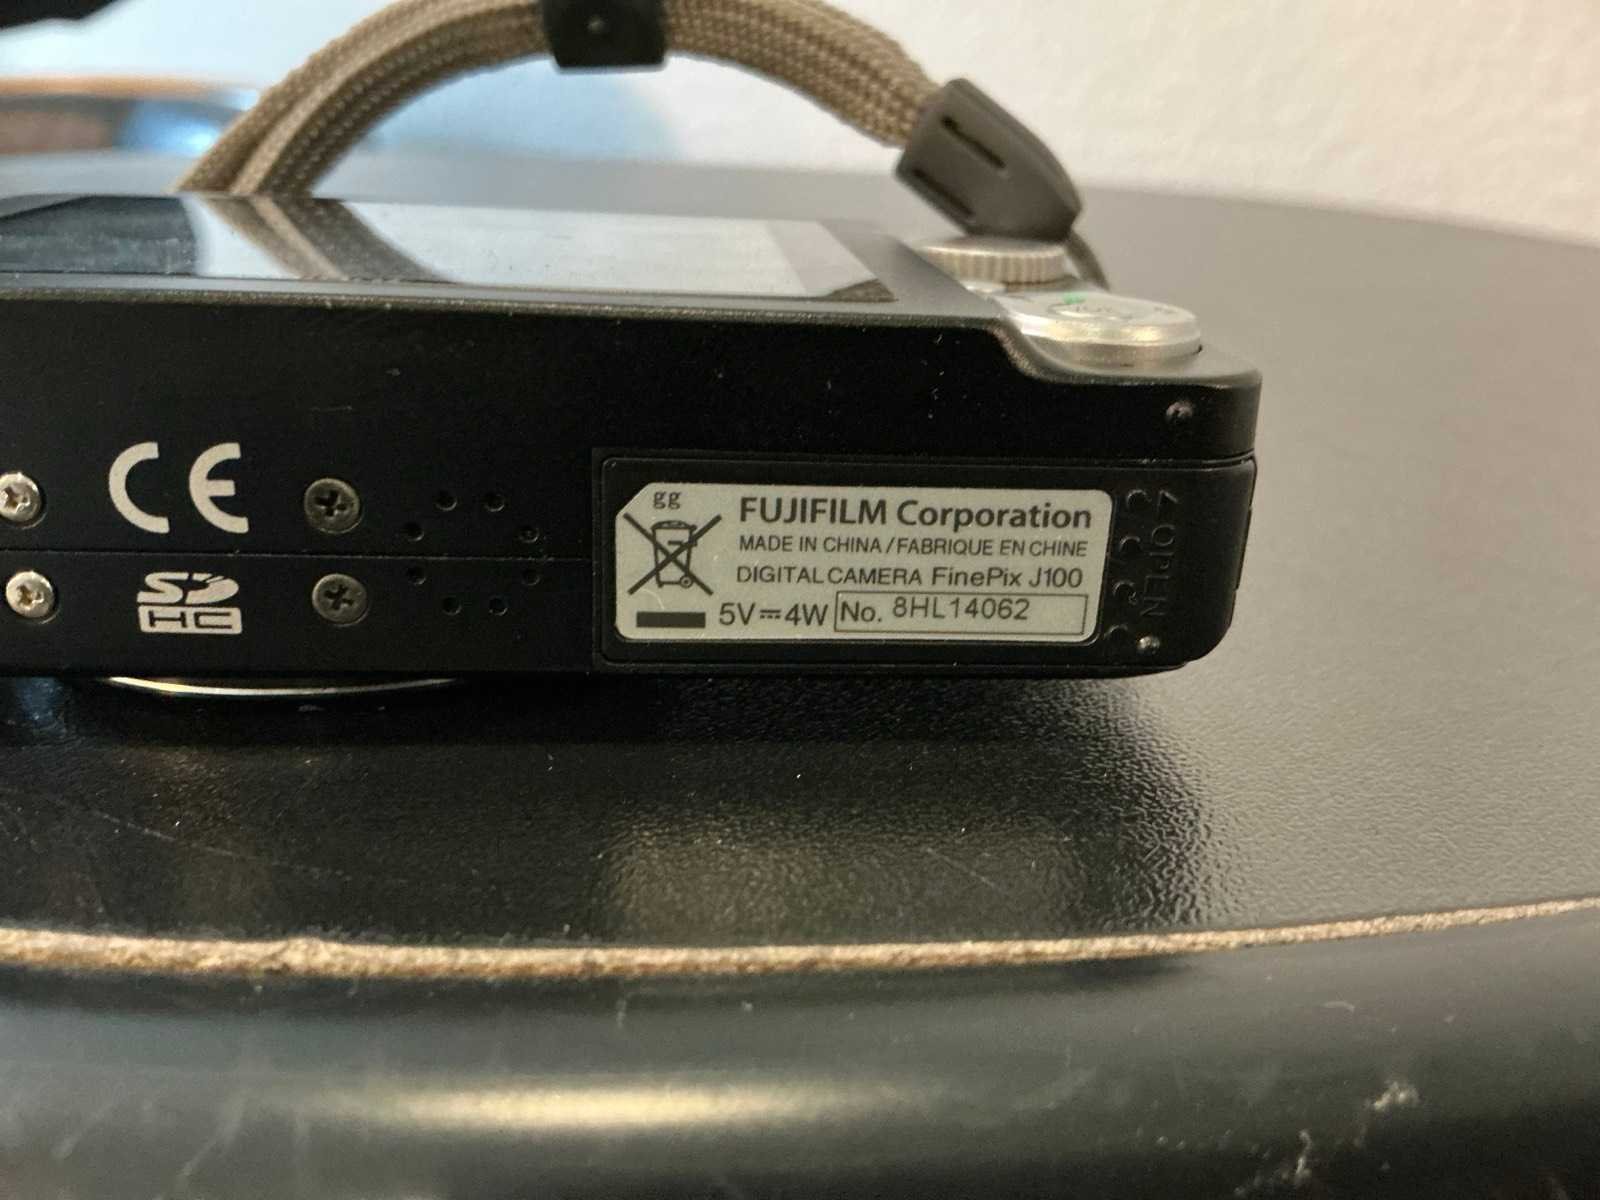 CE
SD
HC
gg
FUJIFILM Corporation
MADE IN CHINA/FABRIQUE EN CHINE
DIGITAL CAMERA FinePix J100
5V⎓4W No. 8HL14062
OPEN